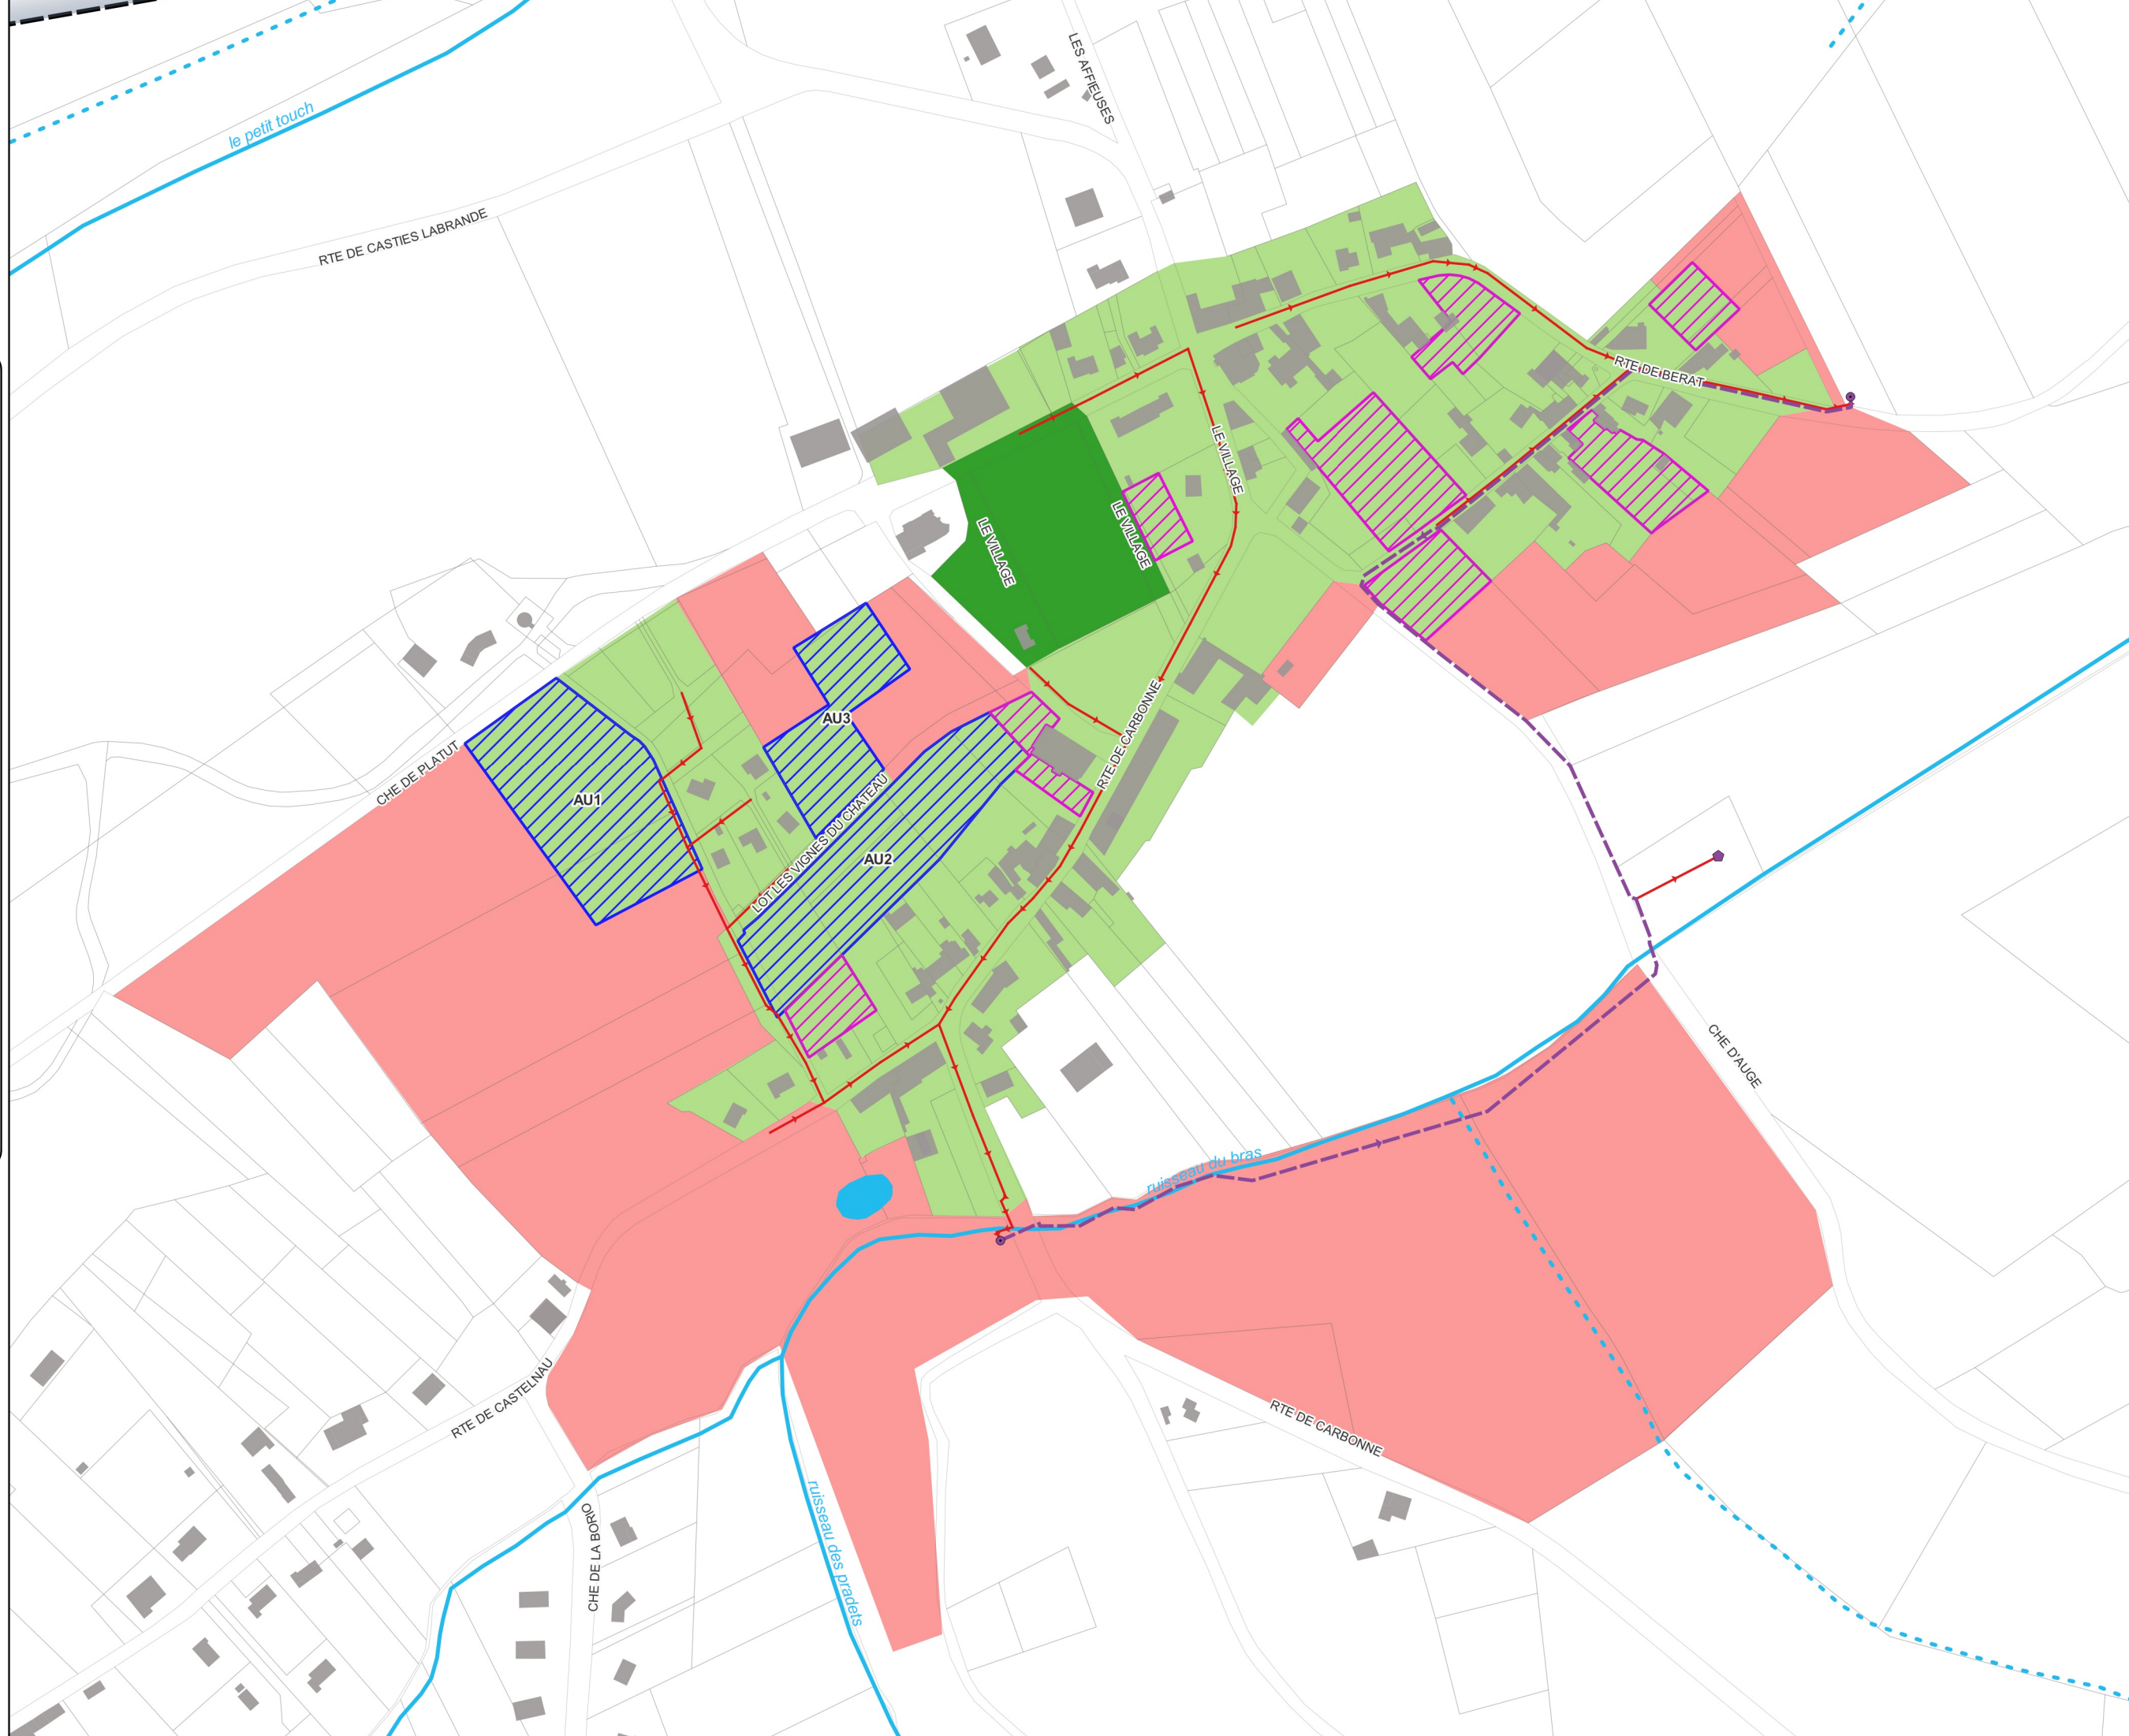 LES AFFIEUSES
le petit touch
RTE DE CASTIES LABRANDE
RTE DE BERAT
LE VILLAGE
LE VILLAGE
LE VILLAGE
AU3
RTE DE CARBONNE
CHE DE PLATUT
AU1
LOT LES VIGNES DU CHATEAU
AU2
CHE D'AUGE
ruisseau du bras
RTE DE CASTELNAU
RTE DE CARBONNE
CHE DE LA BORIO
ruisseau des pradets